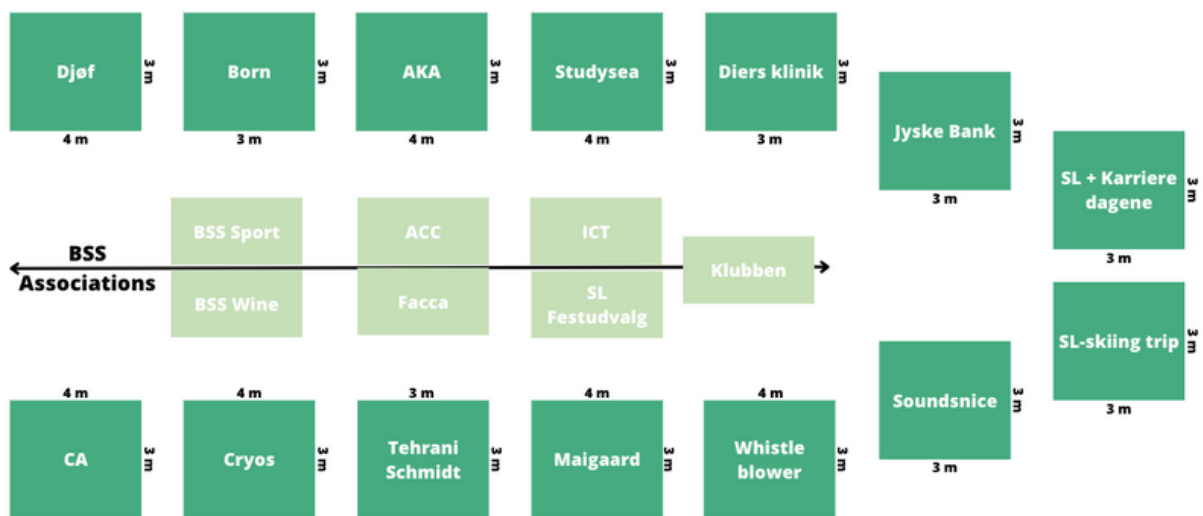 Djøf
3 m
4 m
Born
3 m
3 m
AKA
3 m
4 m
Studysea
3 m
4 m
Diers klinik
3 m
3 m
Jyske Bank
3 m
3 m
SL + Karriere
dagene
3 m
3 m
BSS
Associations
BSS Sport
ACC
ICT
Klubben
BSS Wine
Facca
SL
Festudvalg
SL-skiing trip
3 m
3 m
Soundsnice
3 m
3 m
4 m
CA
3 m
4 m
Cryos
3 m
3 m
Tehrani
Schmidt
3 m
4 m
Maigaard
3 m
4 m
Whistle
blower
3 m